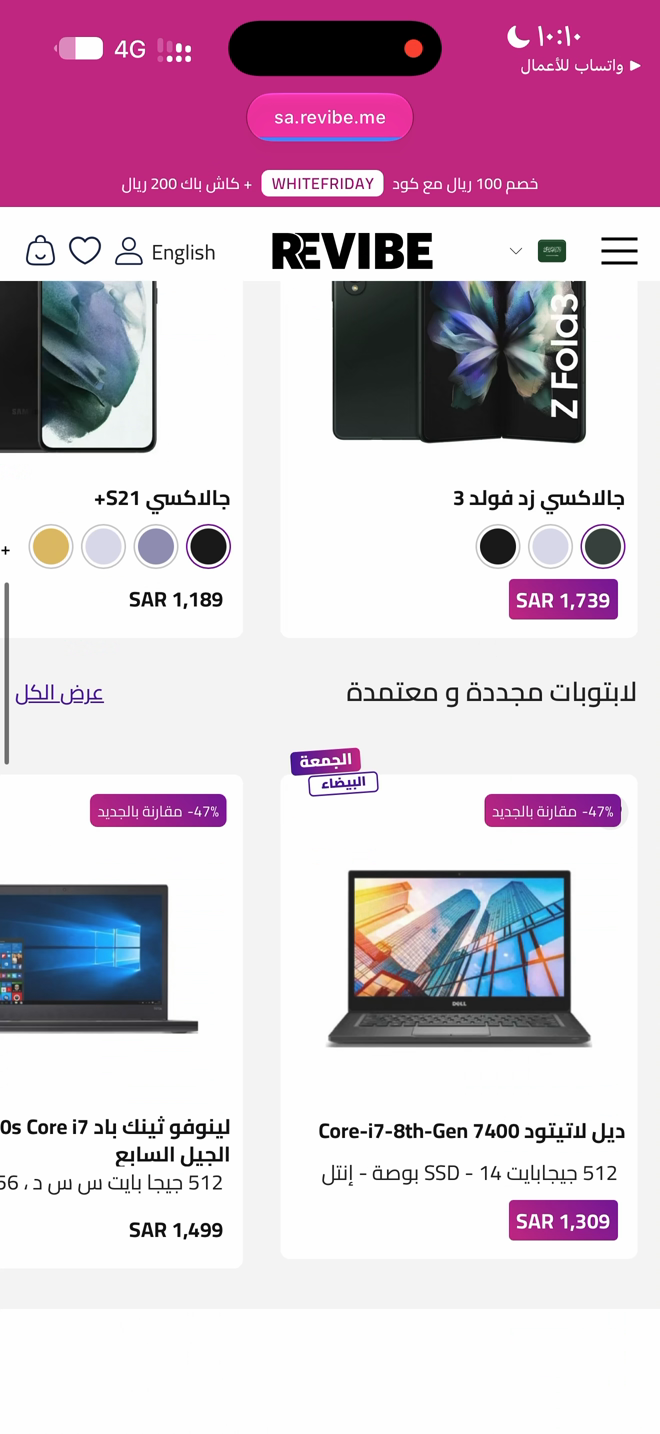 ١٠:١٠
4G
واتساب للأعمال ◀
sa.revibe.me
خصم 100 ريال مع كود WHITEFRIDAY + كاش باك 200 ريال
REVIBE
English
Z Fold3
جالاكسي زد فولد 3
SAR 1,739
جالاكسي S21+
+
SAR 1,189
لابتوبات مجددة و معتمدة
عرض الكل
الجمعة
البيضاء
-47% مقارنة بالجديد
DELL
ديل لاتيتود 7400 Core-i7-8th-Gen
512 جيجابايت SSD - 14 بوصة - إنتل
SAR 1,309
-47% مقارنة بالجديد
لينوفو ثينك باد 0s Core i7
الجيل السابع
512 جيجا بايت س س د ، 56
SAR 1,499